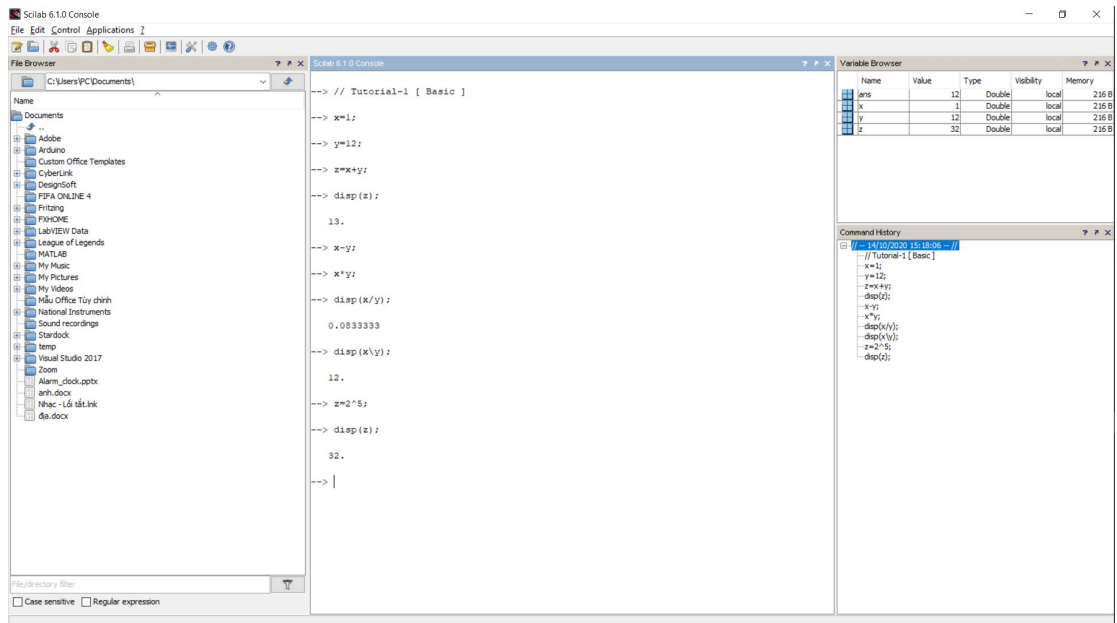 Scilab 6.1.0 Console
File Edit Control Applications ?
File Browser
C:\Users\PC\Documents\
Name
Documents
..
Adobe
Arduino
Custom Office Templates
CyberLink
DesignSoft
FIFA ONLINE 4
Fritzing
FXHOME
LabVIEW Data
League of Legends
MATLAB
My Music
My Pictures
My Videos
Mẫu Office Tùy chỉnh
National Instruments
Sound recordings
Stardock
temp
Visual Studio 2017
Zoom
Alarm_clock.pptx
anh.docx
Nhạc - Lối tắt.lnk
địa.docx
File/directory filter
Case sensitive Regular expression
Scilab 6.1.0 Console
--> // Tutorial-1 [ Basic ]
--> x=1;
--> y=12;
--> z=x+y;
--> disp(z);
13.
--> x-y;
--> x*y;
--> disp(x/y);
0.0833333
--> disp(x\y);
12.
--> z=2^5;
--> disp(z);
32.
-->
Variable Browser
Name Value Type Visibility Memory
ans 12 Double local 216 B
x 1 Double local 216 B
y 12 Double local 216 B
z 32 Double local 216 B
Command History
// -- 14/10/2020 15:18:06 -- //
// Tutorial-1 [ Basic ]
x=1;
y=12;
z=x+y;
disp(z);
x-y;
x*y;
disp(x/y);
disp(x\y);
z=2^5;
disp(z);